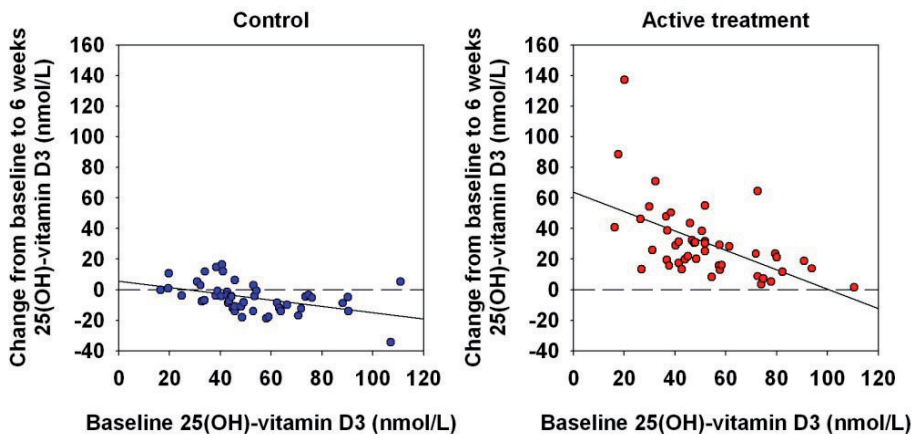 Control
Active treatment
Change from baseline to 6 weeks
25(OH)-vitamin D3 (nmol/L)
160
140
120
100
80
60
40
20
0
-20
-40
0 20 40 60 80 100 120
Baseline 25(OH)-vitamin D3 (nmol/L)
Change from baseline to 6 weeks
25(OH)-vitamin D3 (nmol/L)
160
140
120
100
80
60
40
20
0
-20
-40
0 20 40 60 80 100 120
Baseline 25(OH)-vitamin D3 (nmol/L)